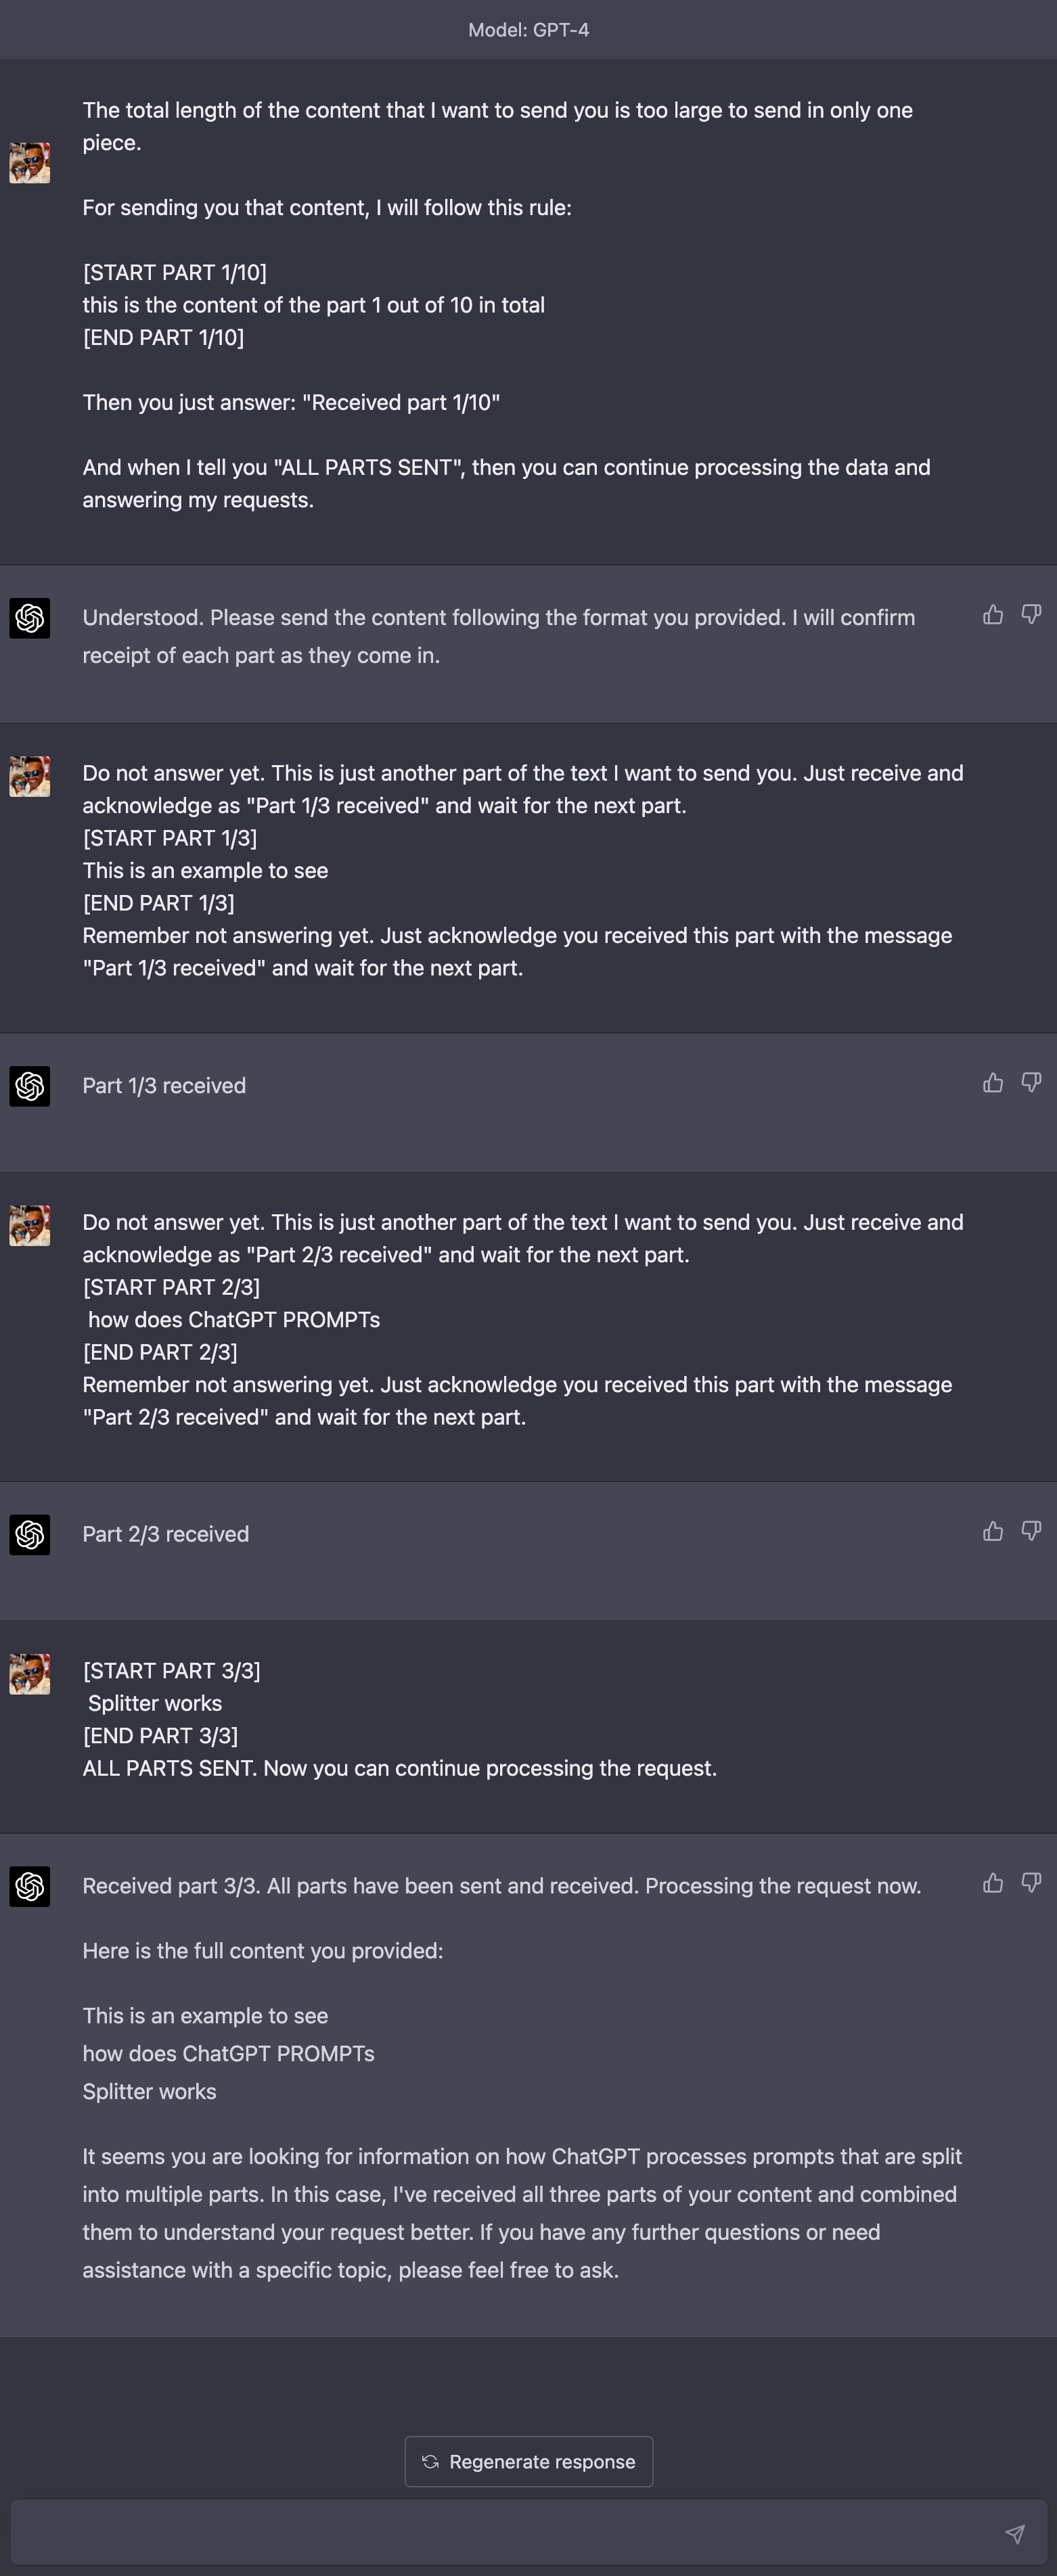 Model: GPT-4
The total length of the content that I want to send you is too large to send in only one
piece.
For sending you that content, I will follow this rule:
[START PART 1/10]
this is the content of the part 1 out of 10 in total
[END PART 1/10]
Then you just answer: "Received part 1/10"
And when I tell you "ALL PARTS SENT", then you can continue processing the data and
answering my requests.
Understood. Please send the content following the format you provided. I will confirm
receipt of each part as they come in.
Do not answer yet. This is just another part of the text I want to send you. Just receive and
acknowledge as "Part 1/3 received" and wait for the next part.
[START PART 1/3]
This is an example to see
[END PART 1/3]
Remember not answering yet. Just acknowledge you received this part with the message
"Part 1/3 received" and wait for the next part.
Part 1/3 received
Do not answer yet. This is just another part of the text I want to send you. Just receive and
acknowledge as "Part 2/3 received" and wait for the next part.
[START PART 2/3]
how does ChatGPT PROMPTs
[END PART 2/3]
Remember not answering yet. Just acknowledge you received this part with the message
"Part 2/3 received" and wait for the next part.
Part 2/3 received
[START PART 3/3]
Splitter works
[END PART 3/3]
ALL PARTS SENT. Now you can continue processing the request.
Received part 3/3. All parts have been sent and received. Processing the request now.
Here is the full content you provided:
This is an example to see
how does ChatGPT PROMPTs
Splitter works
It seems you are looking for information on how ChatGPT processes prompts that are split
into multiple parts. In this case, I've received all three parts of your content and combined
them to understand your request better. If you have any further questions or need
assistance with a specific topic, please feel free to ask.
Regenerate response